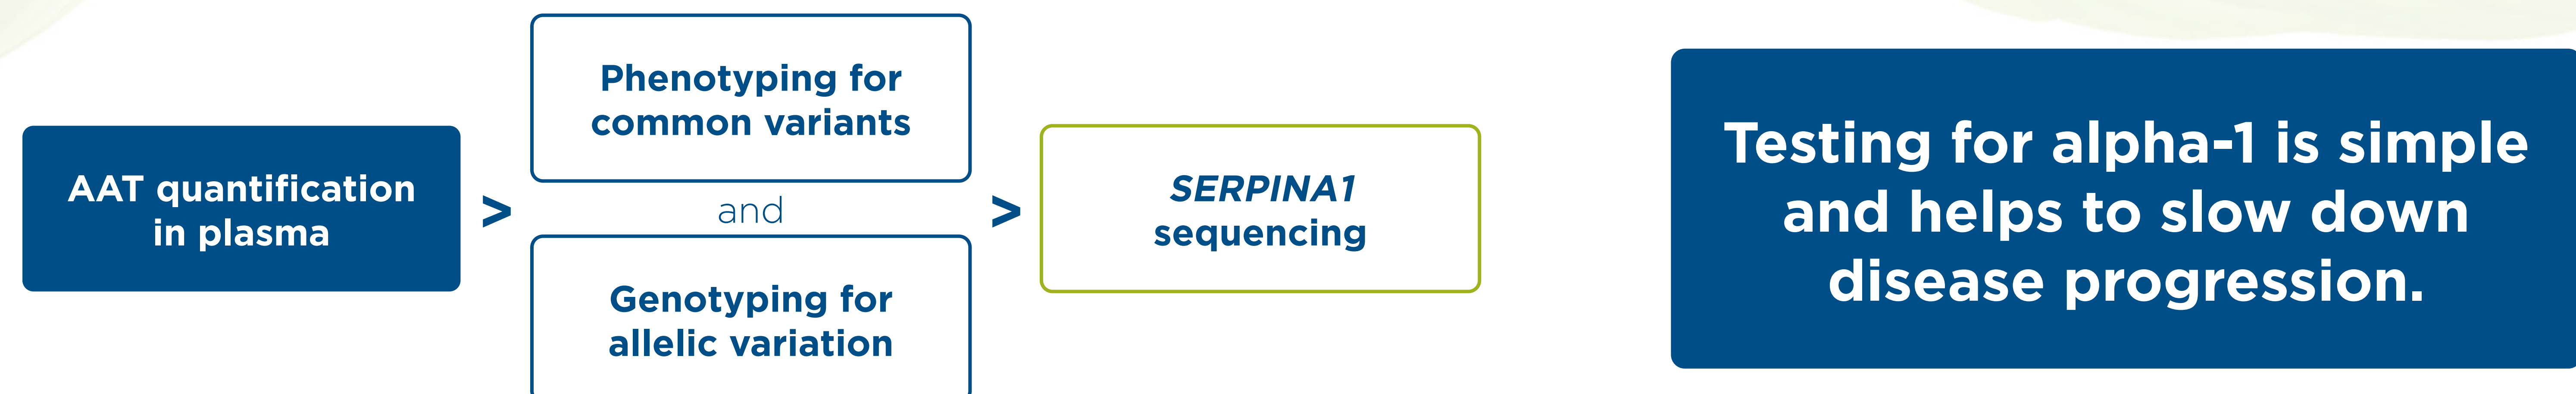 AAT quantification
in plasma
>
Phenotyping for
common variants
and
Genotyping for
allelic variation
>
SERPINA1
sequencing
Testing for alpha-1 is simple
and helps to slow down
disease progression.